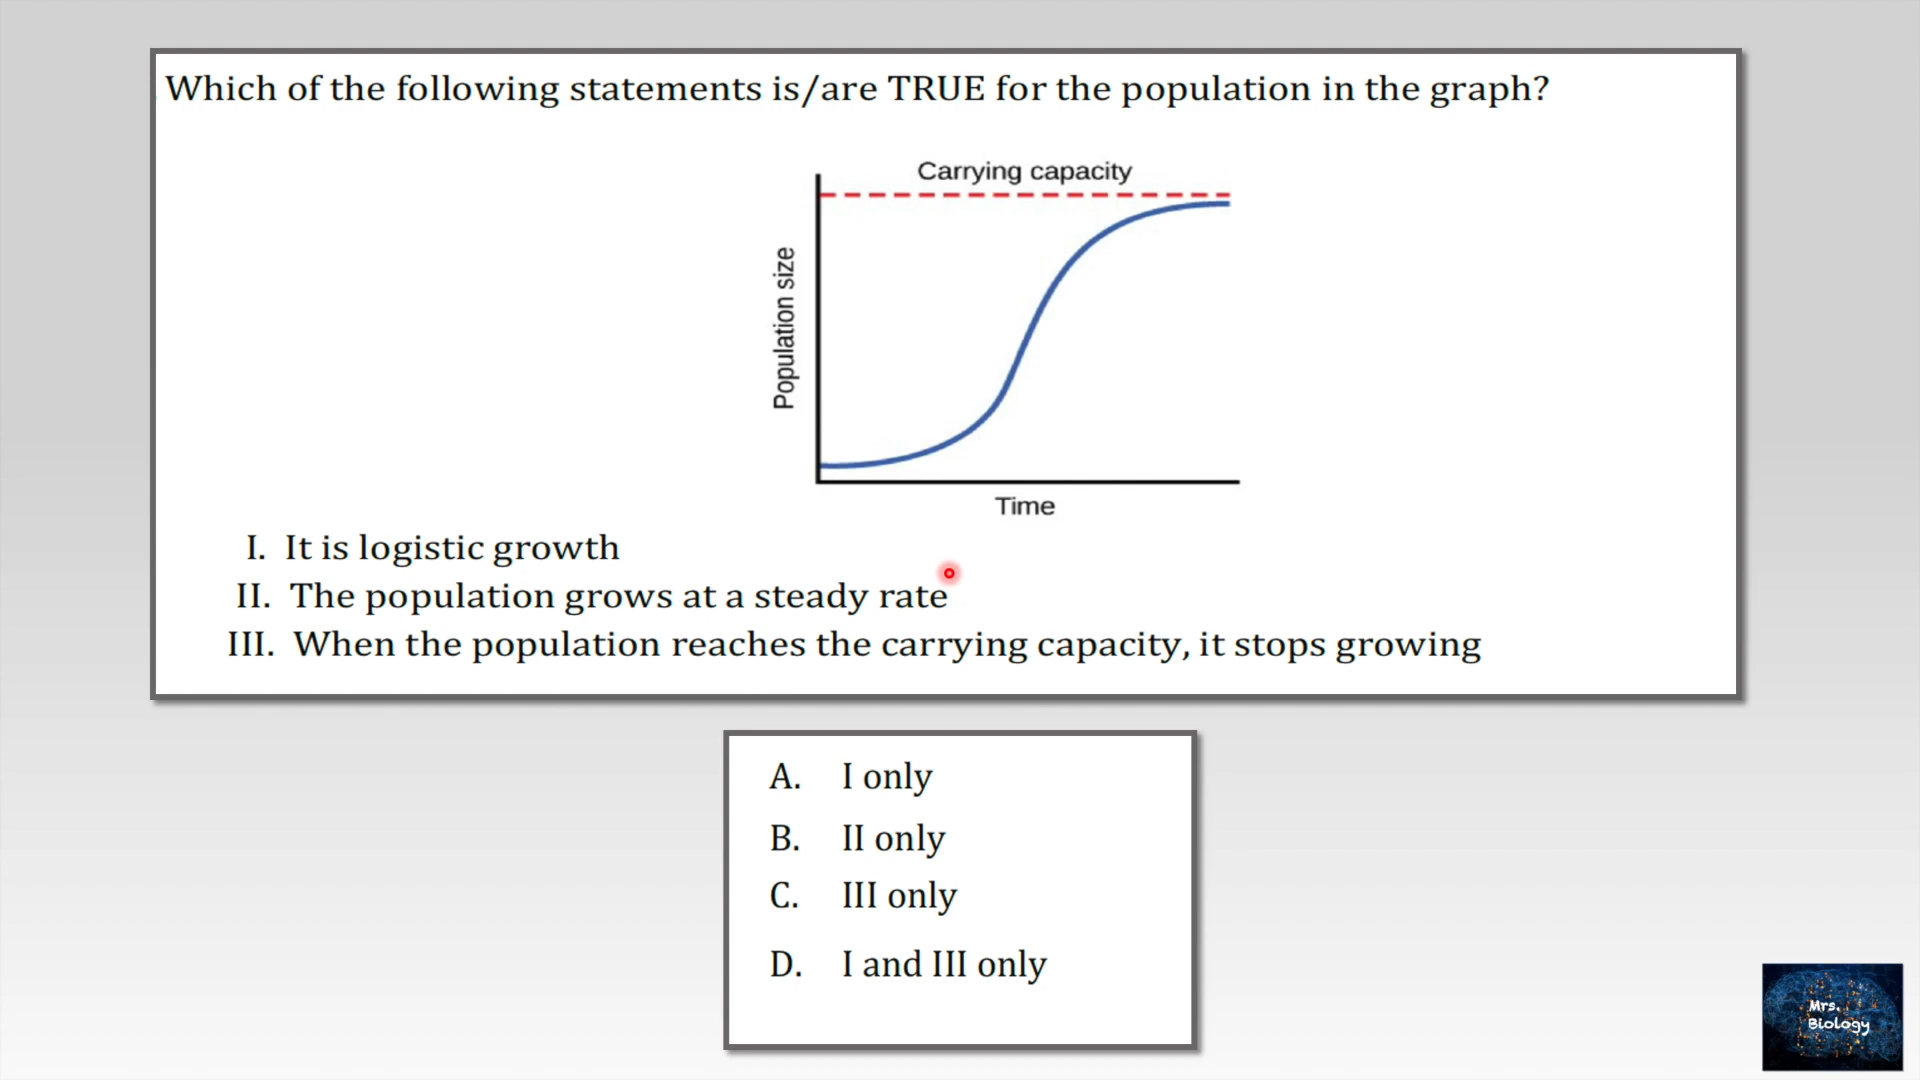 Which of the following statements is/are TRUE for the population in the graph?
Carrying capacity
Population size
Time
I. It is logistic growth
II. The population grows at a steady rate
III. When the population reaches the carrying capacity, it stops growing
A. I only
B. II only
C. III only
D. I and III only
Mrs.
Biology